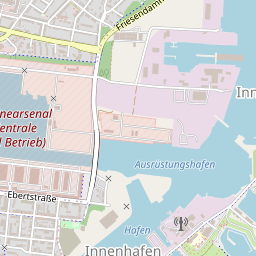 Friesendamm
Inn
nearsenal
entrale
l Betrieb)
Ausrüstungshafen
Ebertstraße
Hafen
Innenhafen